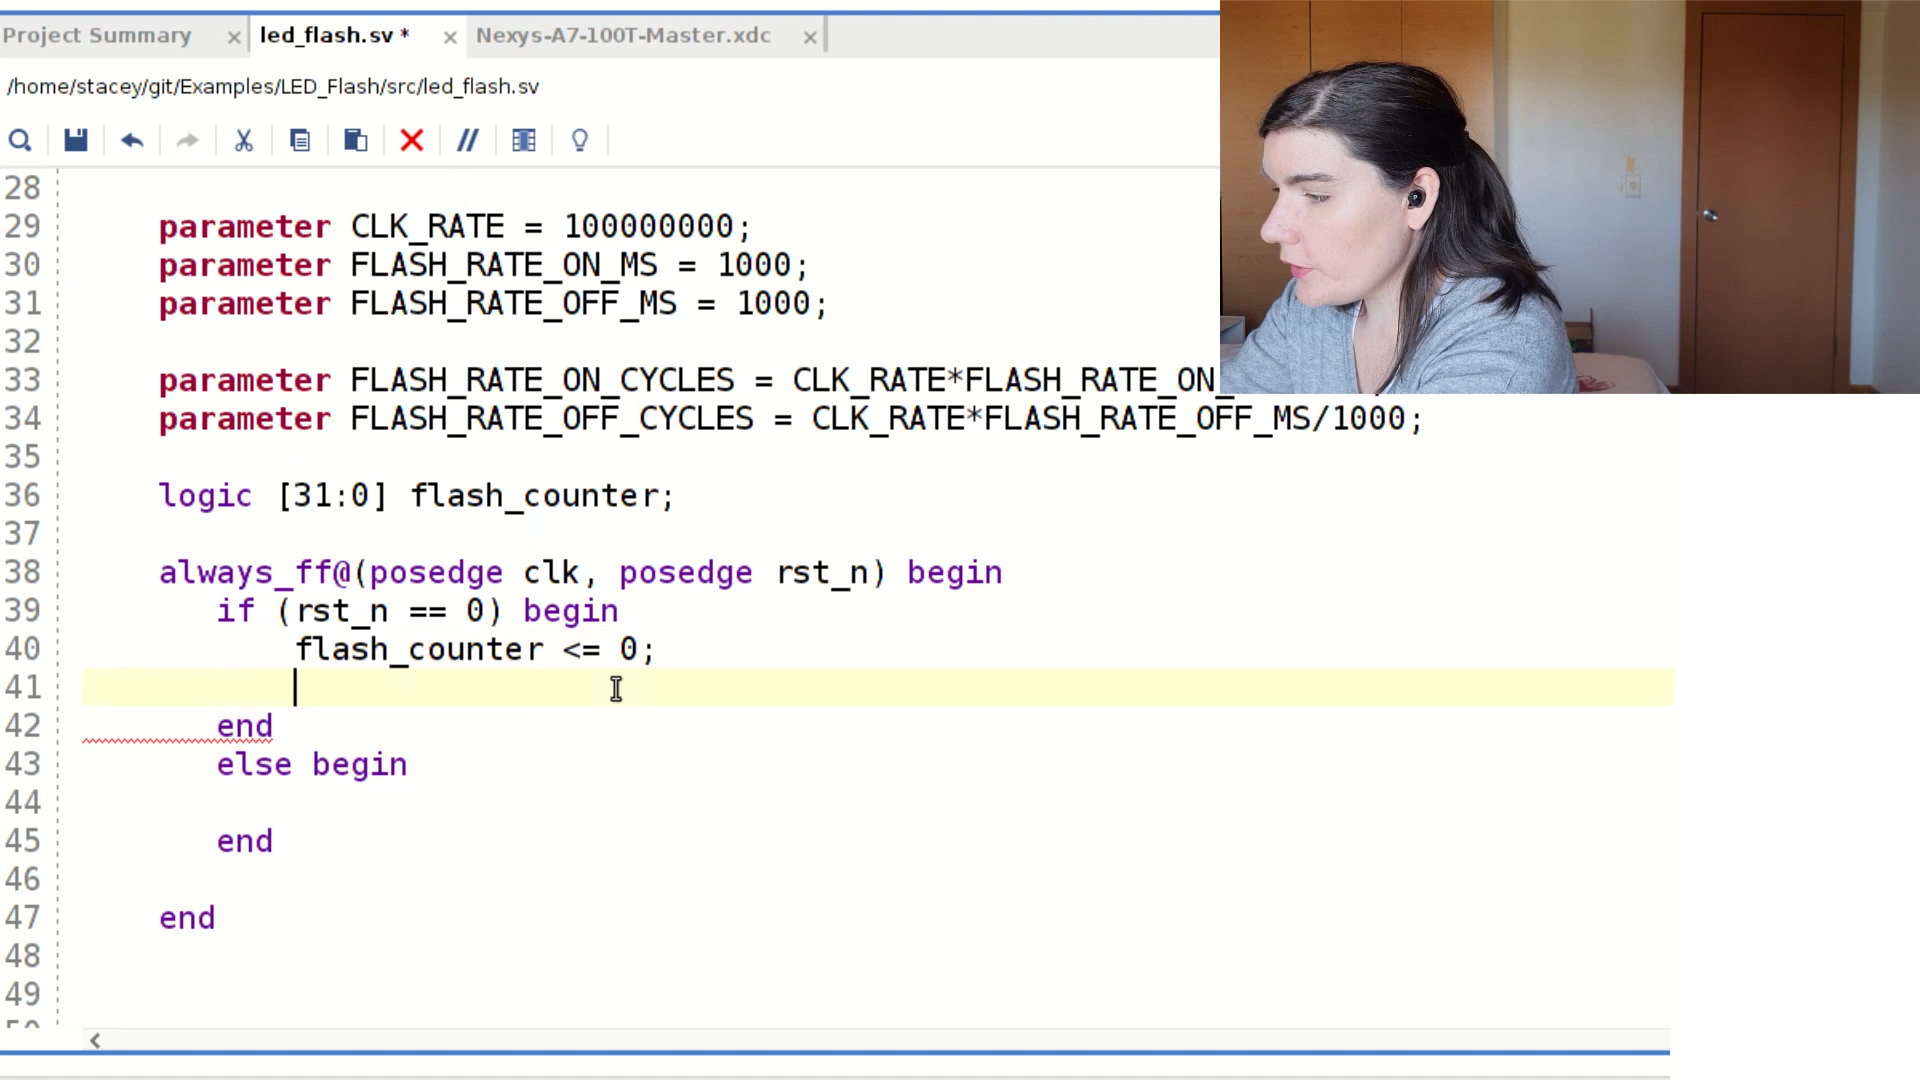 Project Summary
led_flash.sv *
Nexys-A7-100T-Master.xdc
/home/stacey/git/Examples/LED_Flash/src/led_flash.sv
28
29 parameter CLK_RATE = 100000000;
30 parameter FLASH_RATE_ON_MS = 1000;
31 parameter FLASH_RATE_OFF_MS = 1000;
32
33 parameter FLASH_RATE_ON_CYCLES = CLK_RATE*FLASH_RATE_ON_
34 parameter FLASH_RATE_OFF_CYCLES = CLK_RATE*FLASH_RATE_OFF_MS/1000;
35
36 logic [31:0] flash_counter;
37
38 always_ff@(posedge clk, posedge rst_n) begin
39 if (rst_n == 0) begin
40 flash_counter <= 0;
41
42 end
43 else begin
44
45 end
46
47 end
48
49